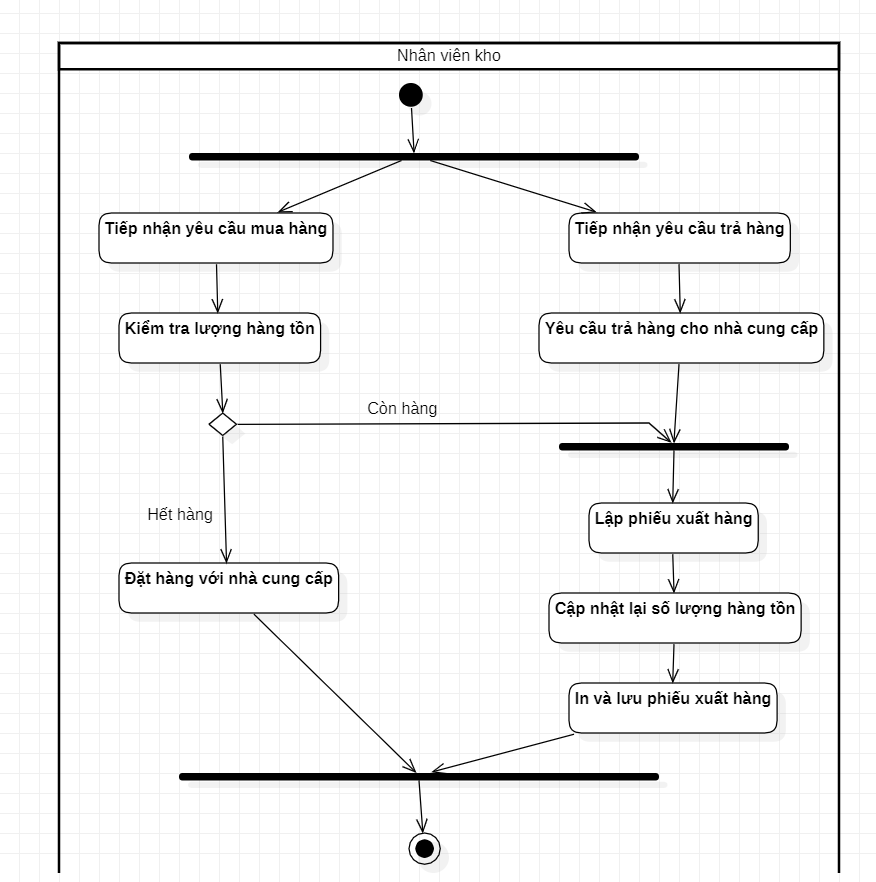 Nhân viên kho
Tiếp nhận yêu cầu mua hàng
Tiếp nhận yêu cầu trả hàng
Kiểm tra lượng hàng tồn
Yêu cầu trả hàng cho nhà cung cấp
Còn hàng
Hết hàng
Lập phiếu xuất hàng
Đặt hàng với nhà cung cấp
Cập nhật lại số lượng hàng tồn
In và lưu phiếu xuất hàng